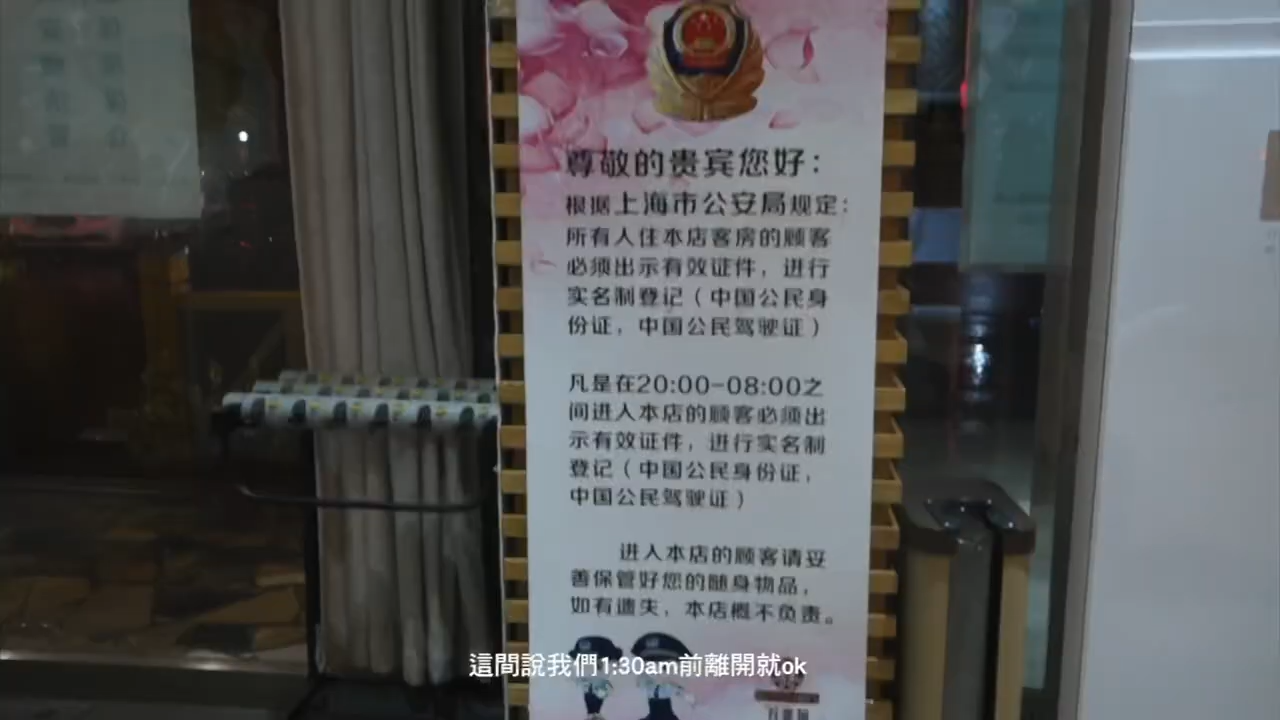 尊敬的贵宾您好：
根据上海市公安局规定：
所有人住本店客房的顾客
必须出示有效证件，进行
实名制登记（中国公民身
份证，中国公民驾驶证）
凡是在20:00-08:00之
间进入本店的顾客必须出
示有效证件，进行实名制
登记（中国公民身份证，
中国公民驾驶证）
进入本店的顾客请妥
善保管好您的随身物品，
如有遗失，本店概不负责。
這間說我們1:30am前離開就ok